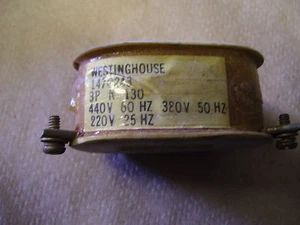 WESTINGHOUSE
3P N 130
440V 60 HZ 380V 50 HZ
220V 25 HZ